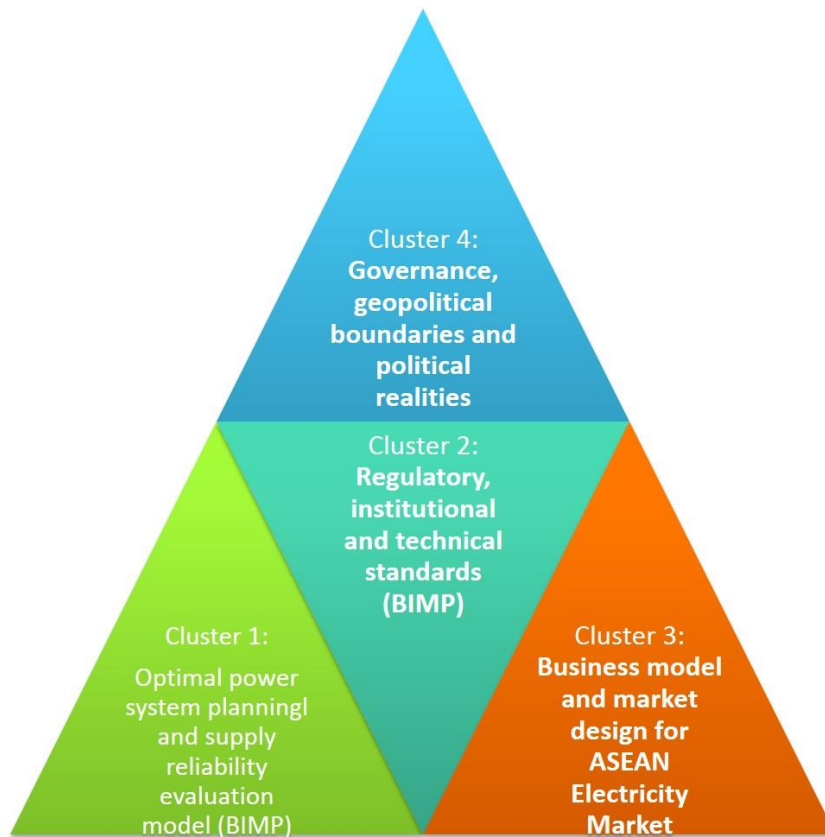 Cluster 4:
Governance,
geopolitical
boundaries and
political
realities
Cluster 2:
Regulatory,
institutional
and technical
standards
(BIMP)
Cluster 1:
Optimal power
system planningl
and supply
reliability
evaluation
model (BIMP)
Cluster 3:
Business model
and market
design for
ASEAN
Electricity
Market